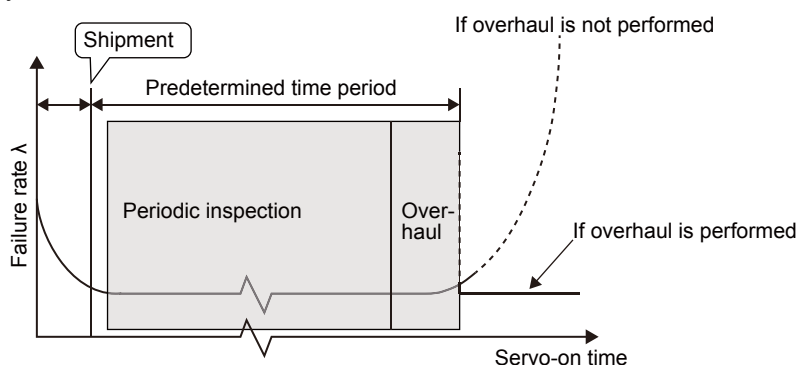 If overhaul is not performed
Shipment
Predetermined time period
Failure rate λ
Periodic inspection
Over-
haul
If overhaul is performed
Servo-on time